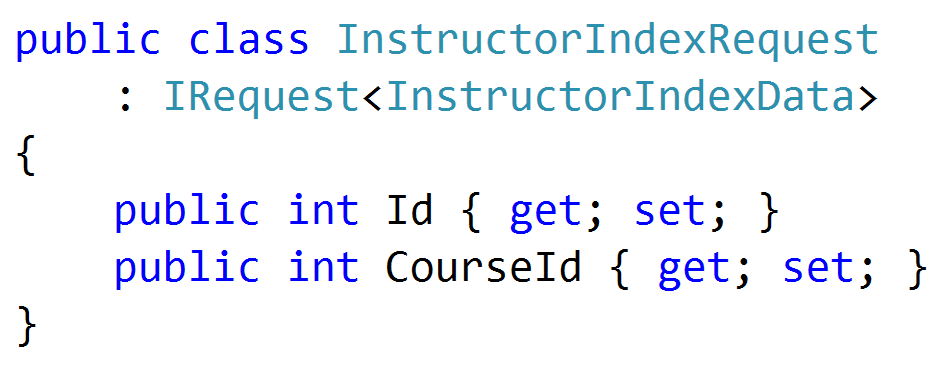 public class InstructorIndexRequest
    : IRequest<InstructorIndexData>
{
    public int Id { get; set; }
    public int CourseId { get; set; }
}